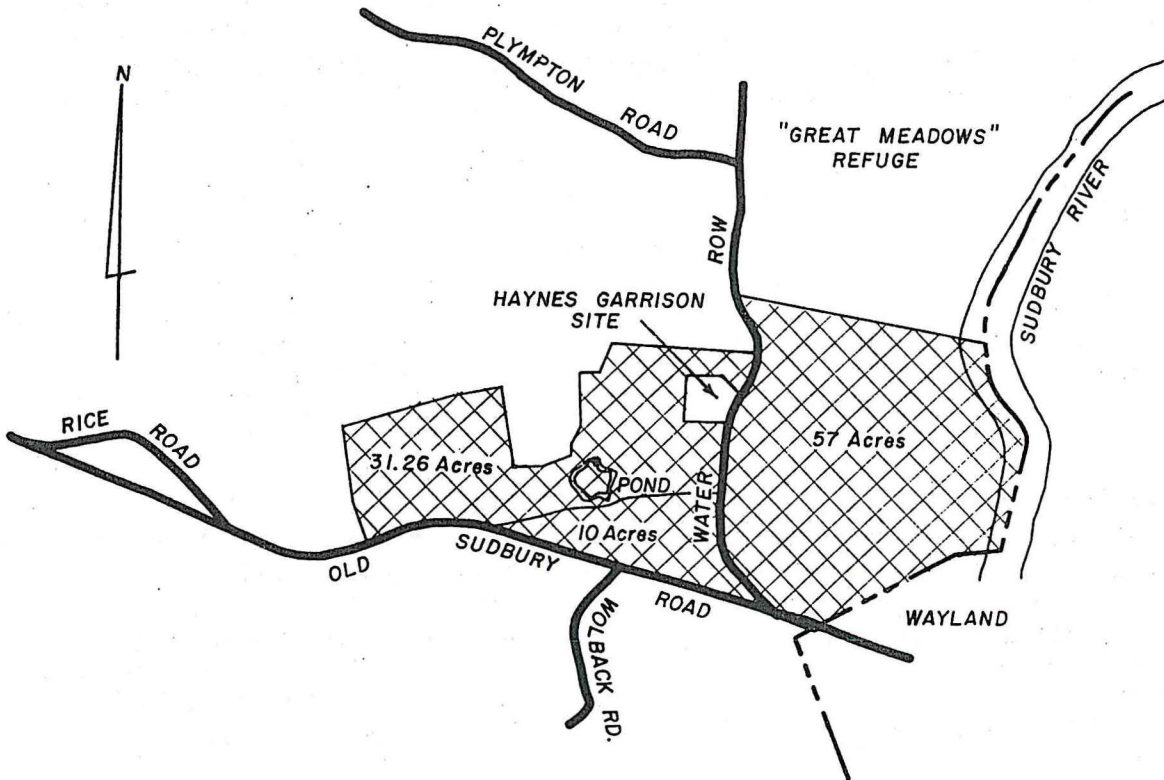 PLYMPTON
ROAD
N
"GREAT MEADOWS"
REFUGE
SUDBURY RIVER
ROW
HAYNES GARRISON
SITE
RICE
ROAD
31.26 Acres
57 Acres
POND
WATER
10 Acres
OLD
SUDBURY
ROAD
WAYLAND
WOLBACK RD.